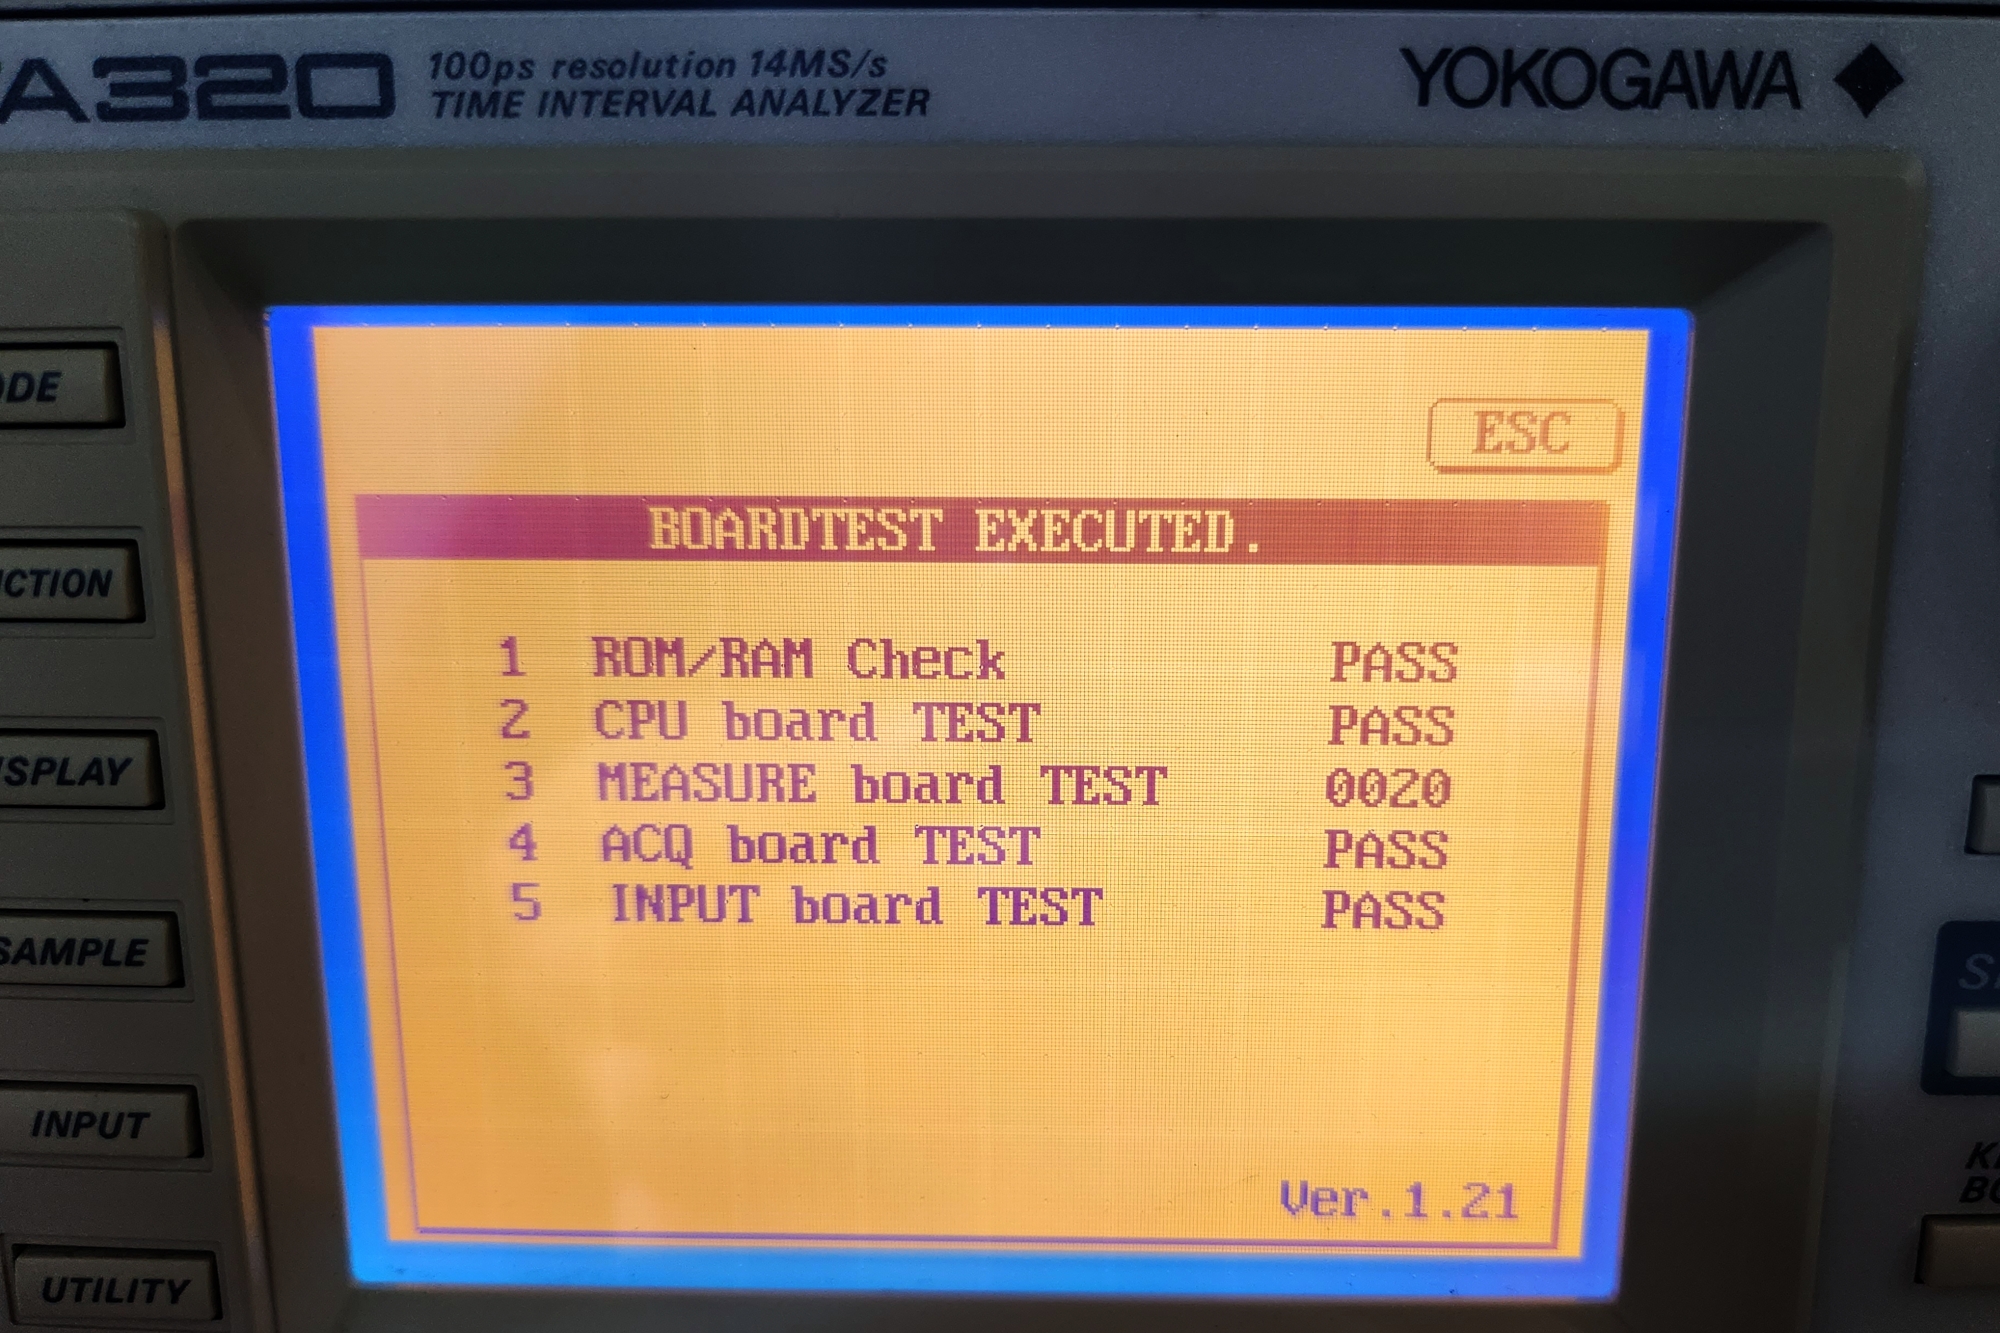 A320 100ps resolution 14MS/s
TIME INTERVAL ANALYZER
YOKOGAWA
ESC
BOARDTEST EXECUTED.
1 ROM/RAM Check PASS
2 CPU board TEST PASS
3 MEASURE board TEST 0020
4 ACQ board TEST PASS
5 INPUT board TEST PASS
Ver.1.21
ODE
CTION
SPLAY
SAMPLE
INPUT
UTILITY